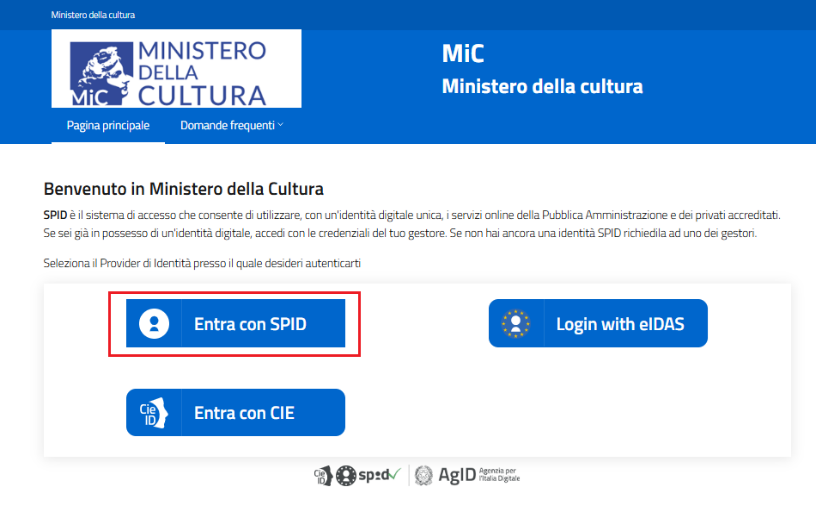 Ministero della cultura
MiC
MINISTERO
DELLA
CULTURA
MiC
Ministero della cultura
Pagina principale Domande frequenti
Benvenuto in Ministero della Cultura
SPID è il sistema di accesso che consente di utilizzare, con un'identità digitale unica, i servizi online della Pubblica Amministrazione e dei privati accreditati.
Se sei già in possesso di un'identità digitale, accedi con le credenziali del tuo gestore. Se non hai ancora una identità SPID richiedila ad uno dei gestori.
Seleziona il Provider di Identità presso il quale desideri autenticarti
Entra con SPID
Login with eIDAS
Cie
iD
Entra con CIE
Cie
iD
spid
AgID Agenzia per
l'Italia Digitale